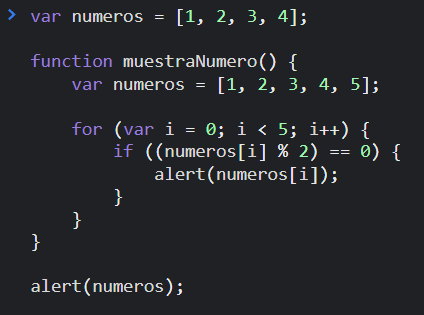 > var numeros = [1, 2, 3, 4];

function muestraNumero() {
    var numeros = [1, 2, 3, 4, 5];

    for (var i = 0; i < 5; i++) {
        if ((numeros[i] % 2) == 0) {
            alert(numeros[i]);
        }
    }
}

alert(numeros);